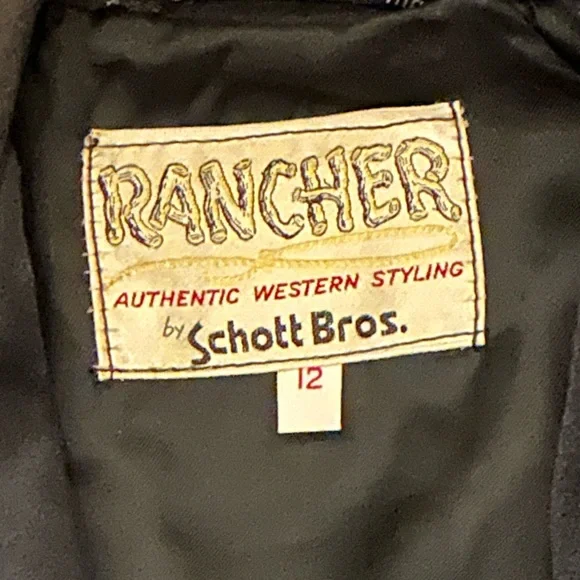 RANCHER
AUTHENTIC WESTERN STYLING
by Schott Bros.
12